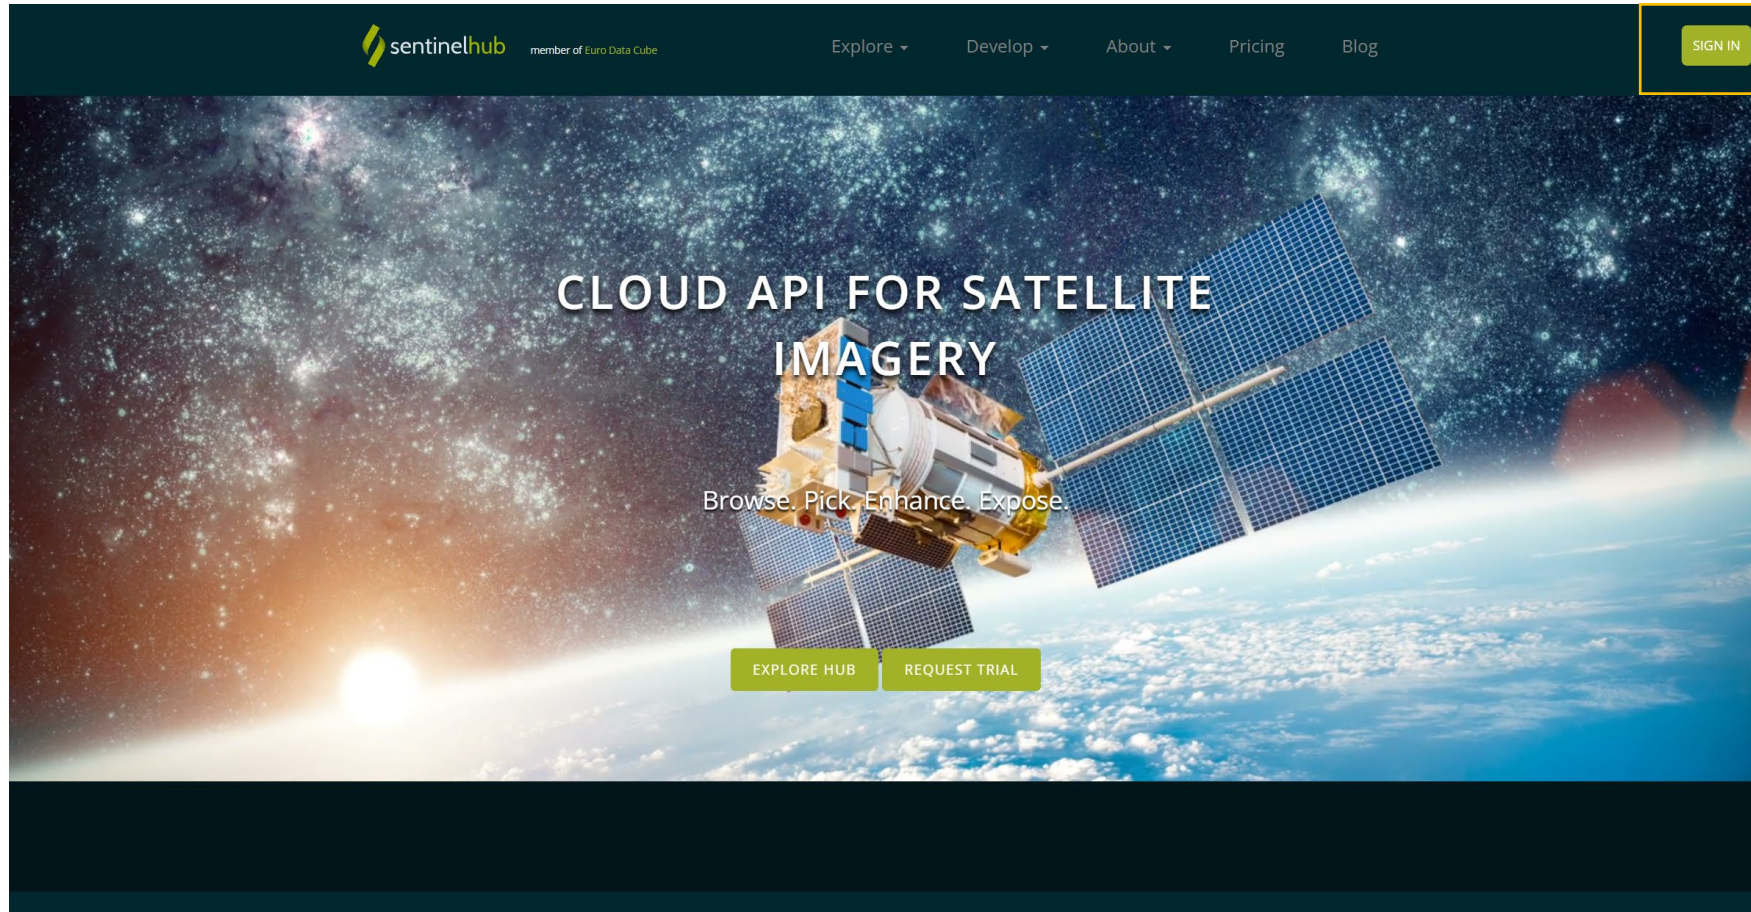 sentinelhub member of Euro Data Cube
Explore Develop About Pricing Blog
SIGN IN
CLOUD API FOR SATELLITE
IMAGERY
Browse. Pick. Enhance. Expose.
EXPLORE HUB REQUEST TRIAL